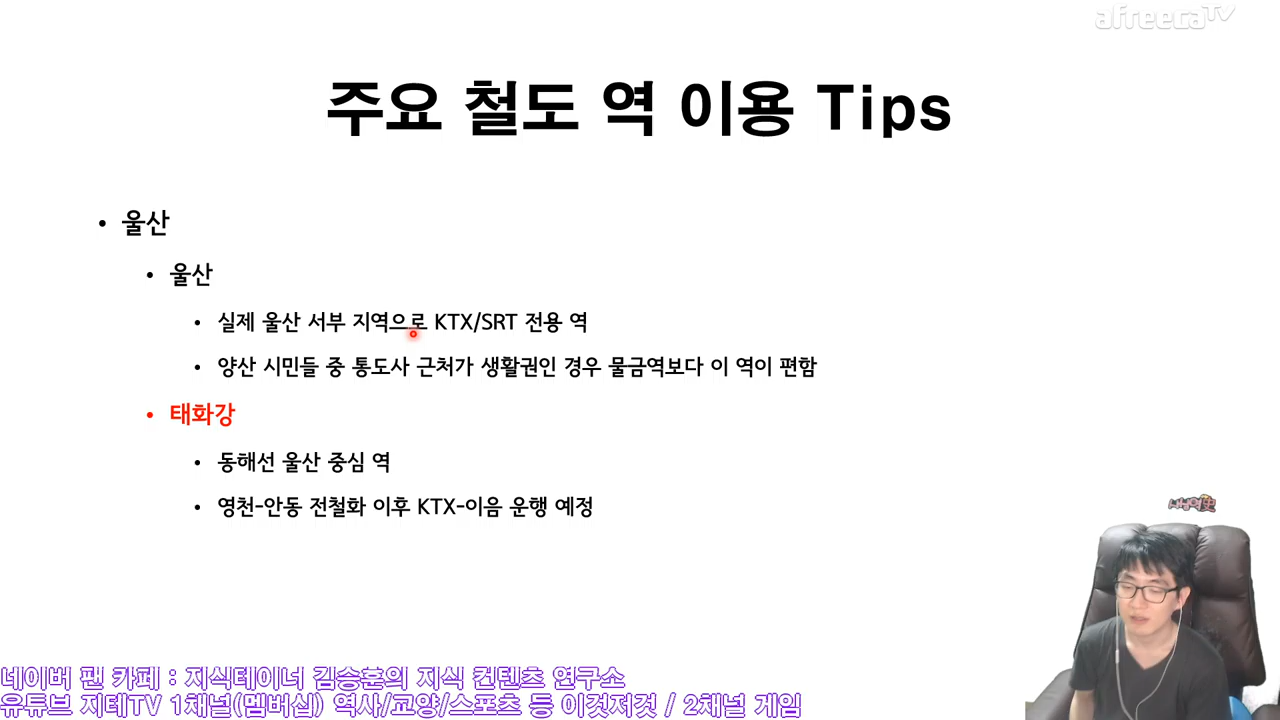 afreecaTV
주요 철도 역 이용 Tips
• 울산
• 울산
• 실제 울산 서부 지역으로 KTX/SRT 전용 역
• 양산 시민들 중 통도사 근처가 생활권인 경우 물금역보다 이 역이 편함
• 태화강
• 동해선 울산 중심 역
• 영천-안동 전철화 이후 KTX-이음 운행 예정
네이버 팬 카페 : 지식테이너 김승훈의 지식 컨텐츠 연구소
유튜브 지테TV 1채널(멤버십) 역사/교양/스포츠 등 이것저것 / 2채널 게임